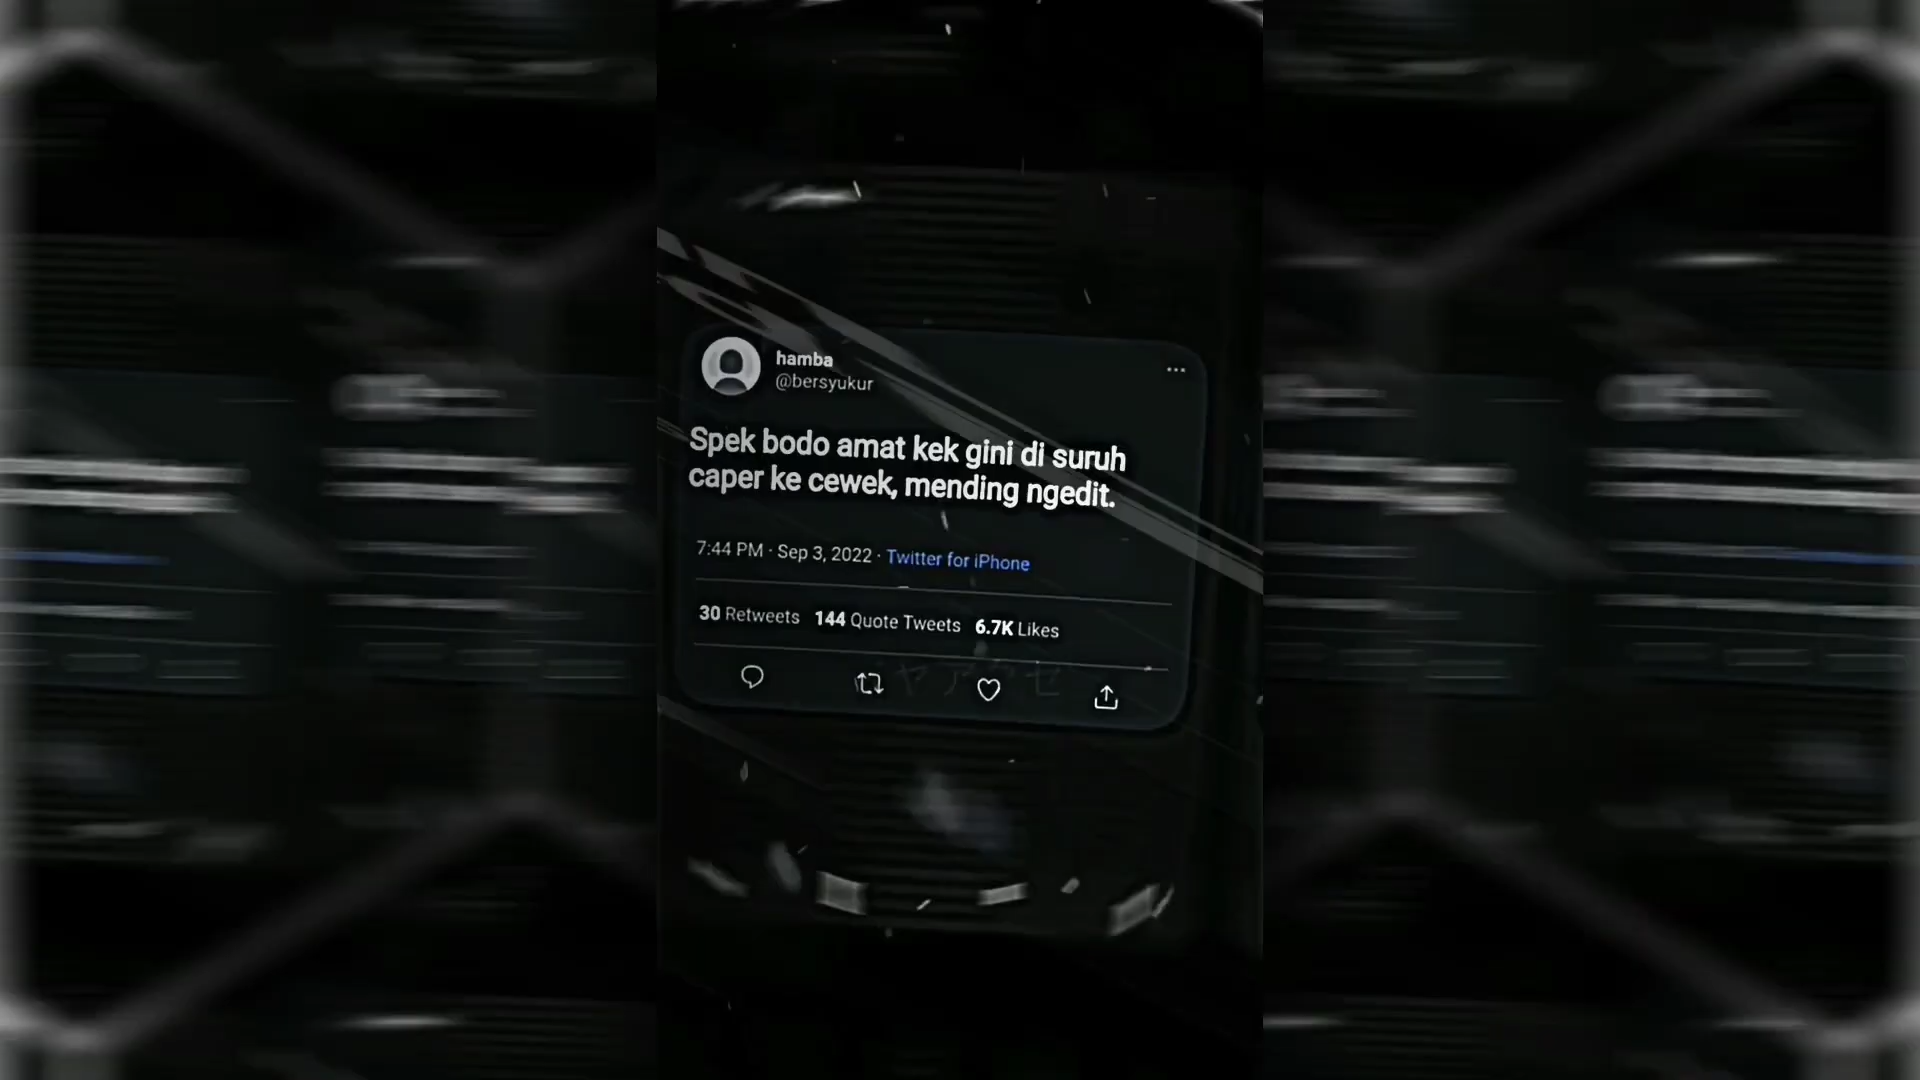 hamba
@bersyukur
Spek bodo amat kek gini di suruh
caper ke cewek, mending ngedit.
7:44 PM · Sep 3, 2022 · Twitter for iPhone
30 Retweets 144 Quote Tweets 6.7K Likes